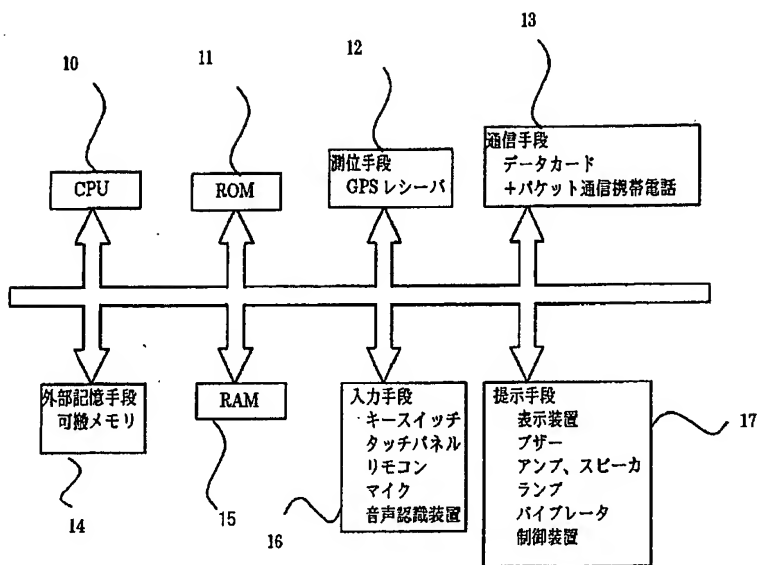 10
11
12
13
CPU
ROM
測位手段
GPSレシーバ
通信手段
データカード
+パケット通信携帯電話
外部記憶手段
可搬メモリ
RAM
入力手段
キースイッチ
タッチパネル
リモコン
マイク
音声認識装置
提示手段
表示装置
ブザー
アンプ、スピーカ
ランプ
バイブレータ
制御装置
14
15
16
17